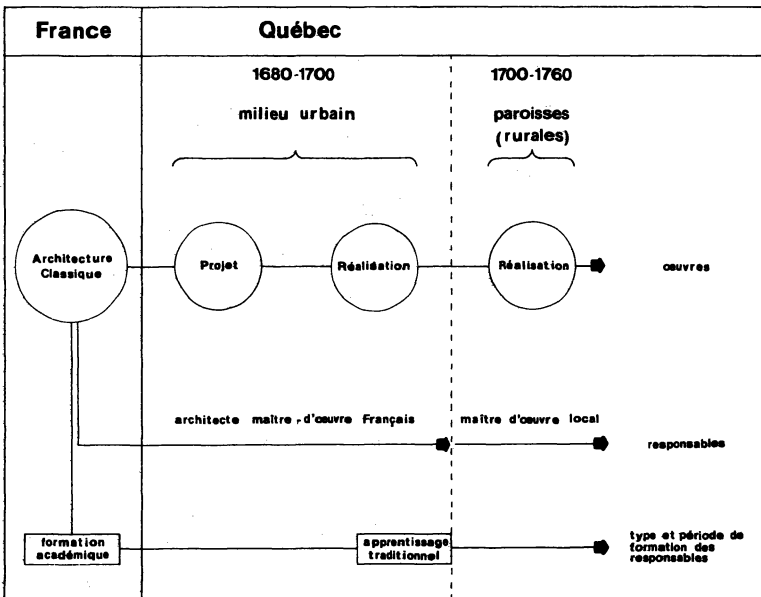 France
Québec
1680-1700
1700-1760
milieu urbain
paroisses
(rurales)
Architecture
Classique
Projet
Réalisation
Réalisation
œuvres
architecte maître d'œuvre Français
maître d'œuvre local
responsables
formation
académique
apprentissage
traditionnel
type et période de
formation des
responsables